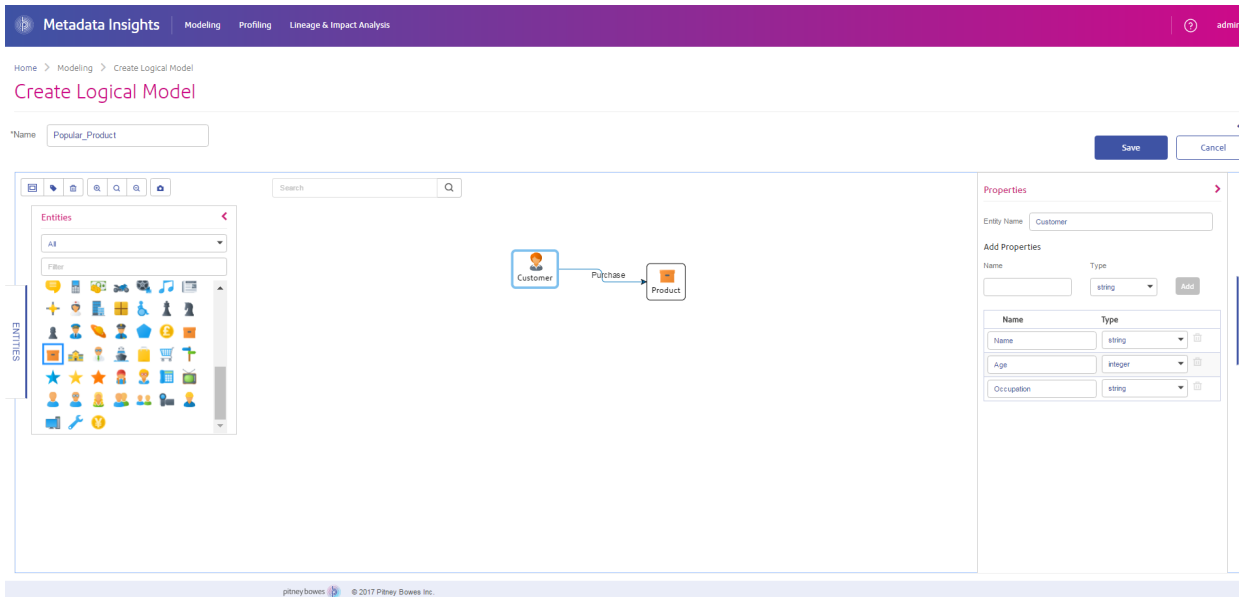 Metadata Insights Modeling Profiling Lineage & Impact Analysis admin
Home > Modeling > Create Logical Model
Create Logical Model
*Name Popular_Product
Save Cancel
Search
Properties
Entities
Entity Name Customer
All
Add Properties
Filter
Name Type
string Add
Customer Purchase Product
Name Type
Name string
Age integer
Occupation string
ENTITIES
pitney bowes © 2017 Pitney Bowes Inc.